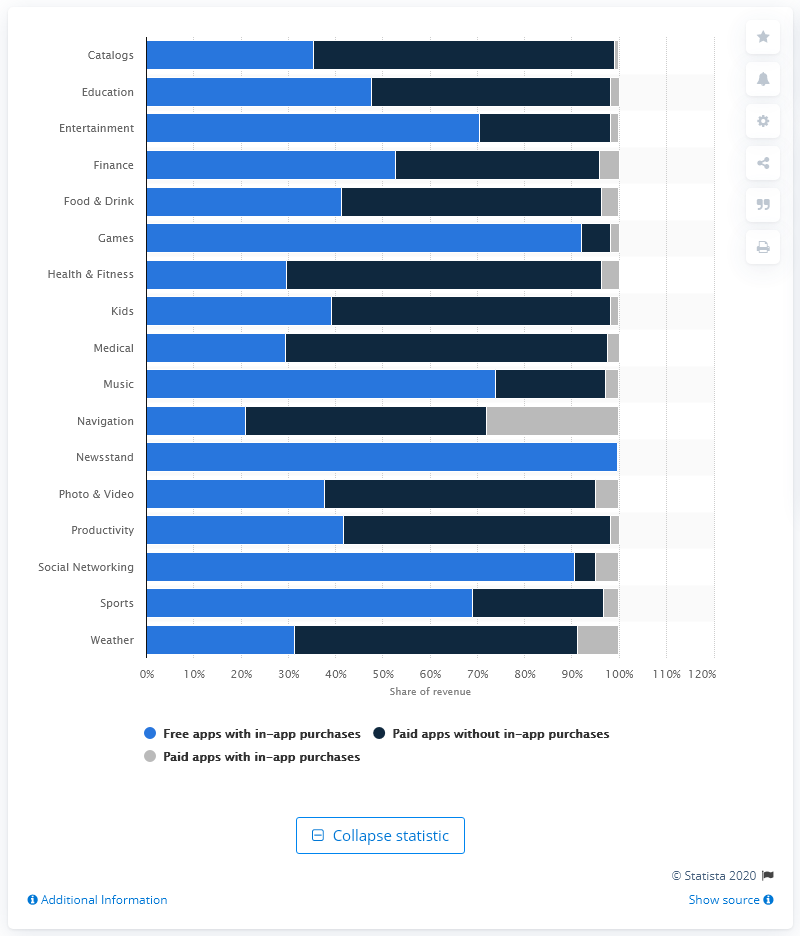 Catalogs
Education
Entertainment
Finance
Food & Drink
Games
Health & Fitness
Kids
Medical
Music
Navigation
Newsstand
Photo & Video
Productivity
Social Networking
Sports
Weather
0% 10% 20% 30% 40% 50% 60% 70% 80% 90% 100% 110% 120%
Share of revenue
Free apps with in-app purchases Paid apps without in-app purchases
Paid apps with in-app purchases
Collapse statistic
© Statista 2020
Additional Information Show source